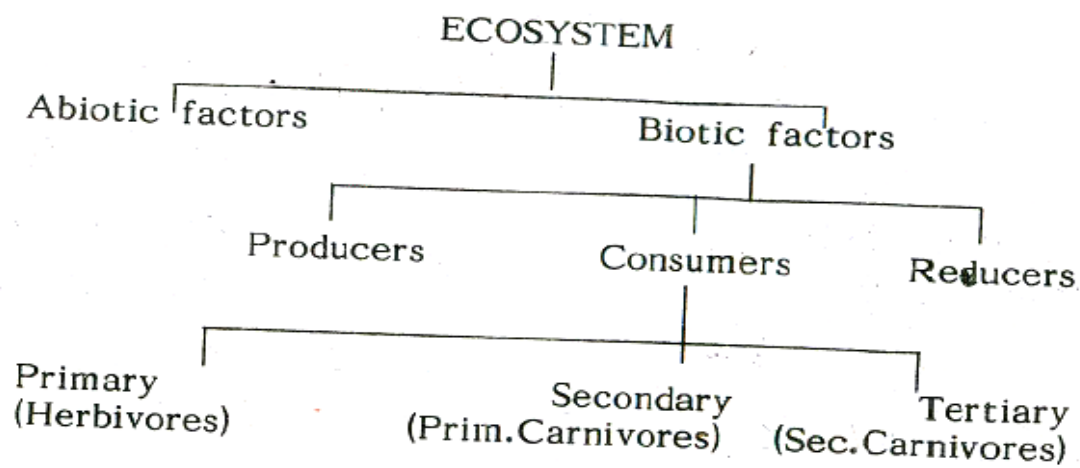 ECOSYSTEM
Abiotic factors
Biotic factors
Producers
Consumers
Reducers
Primary
(Herbivores)
Secondary
(Prim.Carnivores)
Tertiary
(Sec.Carnivores)